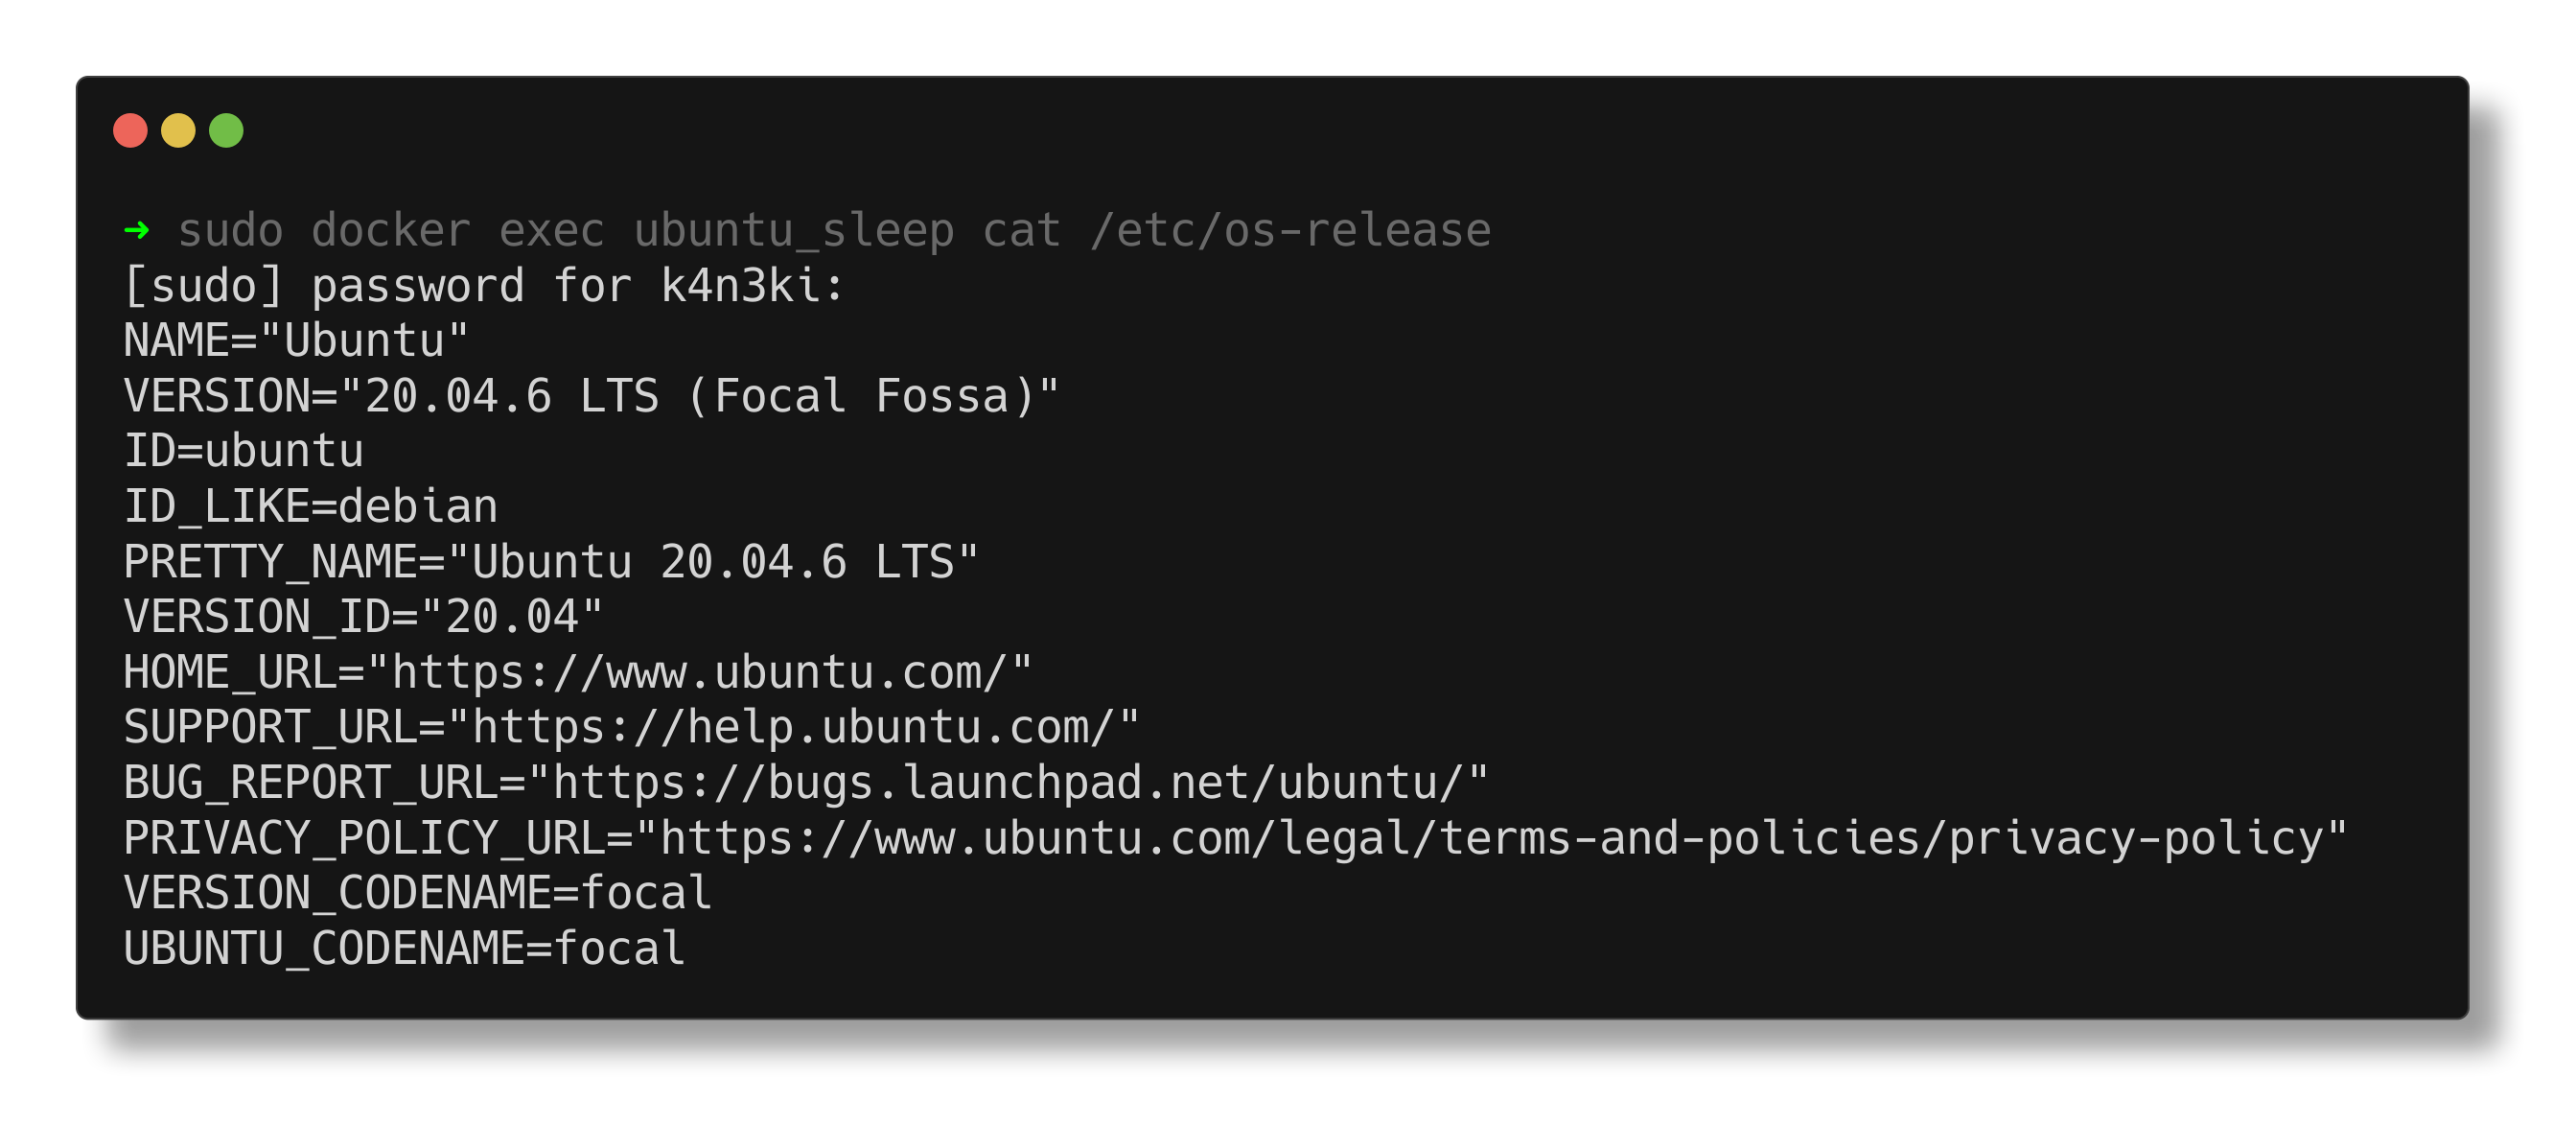 ➜ sudo docker exec ubuntu_sleep cat /etc/os-release
[sudo] password for k4n3ki:
NAME="Ubuntu"
VERSION="20.04.6 LTS (Focal Fossa)"
ID=ubuntu
ID_LIKE=debian
PRETTY_NAME="Ubuntu 20.04.6 LTS"
VERSION_ID="20.04"
HOME_URL="https://www.ubuntu.com/"
SUPPORT_URL="https://help.ubuntu.com/"
BUG_REPORT_URL="https://bugs.launchpad.net/ubuntu/"
PRIVACY_POLICY_URL="https://www.ubuntu.com/legal/terms-and-policies/privacy-policy"
VERSION_CODENAME=focal
UBUNTU_CODENAME=focal